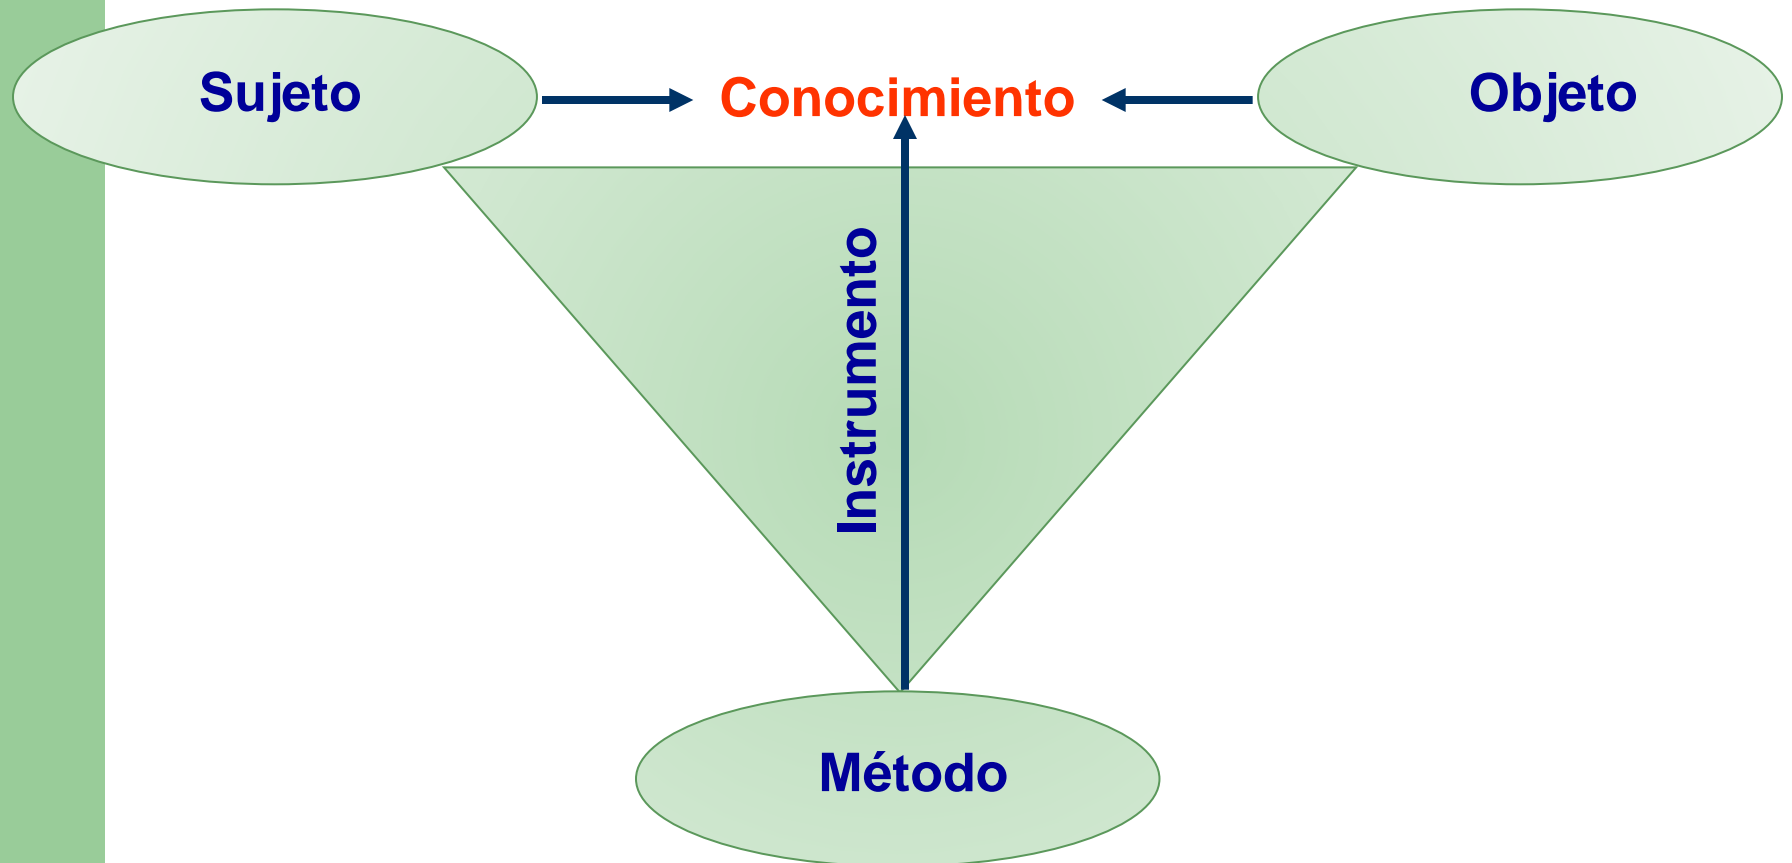 Sujeto
Conocimiento
Objeto
Instrumento
Método